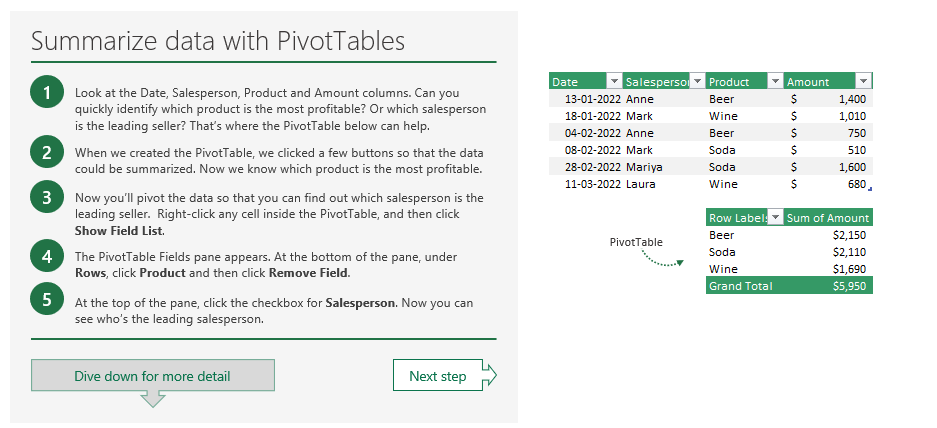 Summarize data with PivotTables
1
Look at the Date, Salesperson, Product and Amount columns. Can you
quickly identify which product is the most profitable? Or which salesperson
is the leading seller? That's where the PivotTable below can help.
2
When we created the PivotTable, we clicked a few buttons so that the data
could be summarized. Now we know which product is the most profitable.
3
Now you'll pivot the data so that you can find out which salesperson is the
leading seller.  Right-click any cell inside the PivotTable, and then click
Show Field List.
4
The PivotTable Fields pane appears. At the bottom of the pane, under
Rows, click Product and then click Remove Field.
5
At the top of the pane, click the checkbox for Salesperson. Now you can
see who's the leading salesperson.
Dive down for more detail
Next step
Date Salesperson Product Amount
13-01-2022 Anne Beer $ 1,400
18-01-2022 Mark Wine $ 1,010
04-02-2022 Anne Beer $ 750
08-02-2022 Mark Soda $ 510
28-02-2022 Mariya Soda $ 1,600
11-03-2022 Laura Wine $ 680
PivotTable
Row Labels Sum of Amount
Beer $2,150
Soda $2,110
Wine $1,690
Grand Total $5,950